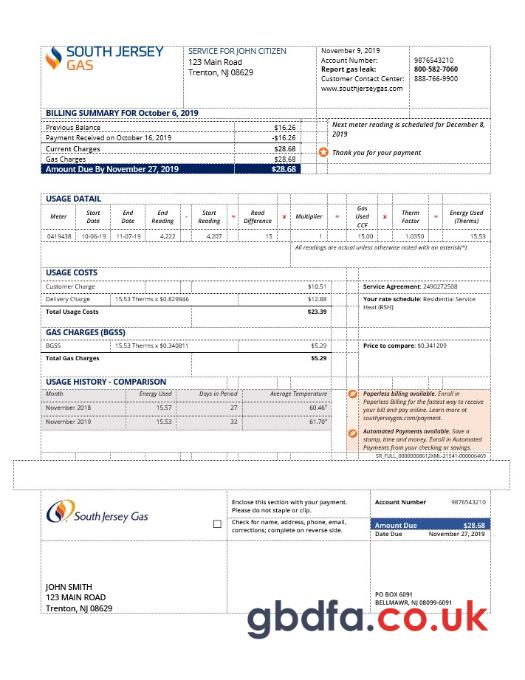 SOUTH JERSEY
GAS
SERVICE FOR JOHN CITIZEN
123 Main Road
Trenton, NJ 08629
November 9, 2019
Account Number: 9876543210
Report gas leak: 800-582-7060
Customer Contact Center: 888-766-9900
www.southjerseygas.com
BILLING SUMMARY FOR October 6, 2019
Previous Balance $16.26
Payment Received on October 16, 2019 -$16.26
Current Charges $28.68
Gas Charges $28.68
Amount Due By November 27, 2019 $28.68
Next meter reading is scheduled for December 8,
2019
Thank you for your payment
USAGE DATAIL
Meter Start Date End Date End Reading - Start Reading = Read Difference x Multiplier = Gas Used CCF x Therm Factor = Energy Used (Therms)
0419438 10-06-19 11-07-19 4,222 4,207 15 1 15.00 1.0350 15.53
All readings are actual unless otherwise noted with an asterisk(*).
USAGE COSTS
Customer Charge $10.51
Delivery Charge 15.53 Therms x $0.829846 $12.88
Total Usage Costs $23.39
Service Agreement: 2490272508
Your rate schedule: Residential Service
Heat (RSH)
GAS CHARGES (BGSS)
BGSS 15.53 Therms x $0.340811 $5.29
Total Gas Charges $5.29
Price to compare: $0.341209
USAGE HISTORY - COMPARISON
Month Energy Used Days in Period Average Temperature
November 2018 15.57 27 60.46°
November 2019 15.53 32 61.70°
Paperless billing available. Enroll in
Paperless Billing for the fastest way to receive
your bill and pay online. Learn more at
southjerseygas.com/payment.
Automated Payments available. Save a
stamp, time and money. Enroll in Automated
Payments from your checking or savings.
South Jersey Gas
Enclose this section with your payment.
Please do not staple or clip.
Check for name, address, phone, email,
corrections; complete on reverse side.
Account Number 9876543210
Amount Due $28.68
Date Due November 27, 2019
JOHN SMITH
123 MAIN ROAD
Trenton, NJ 08629
PO BOX 6091
BELLMAWR, NJ 08099-6091
gbdfa.co.uk